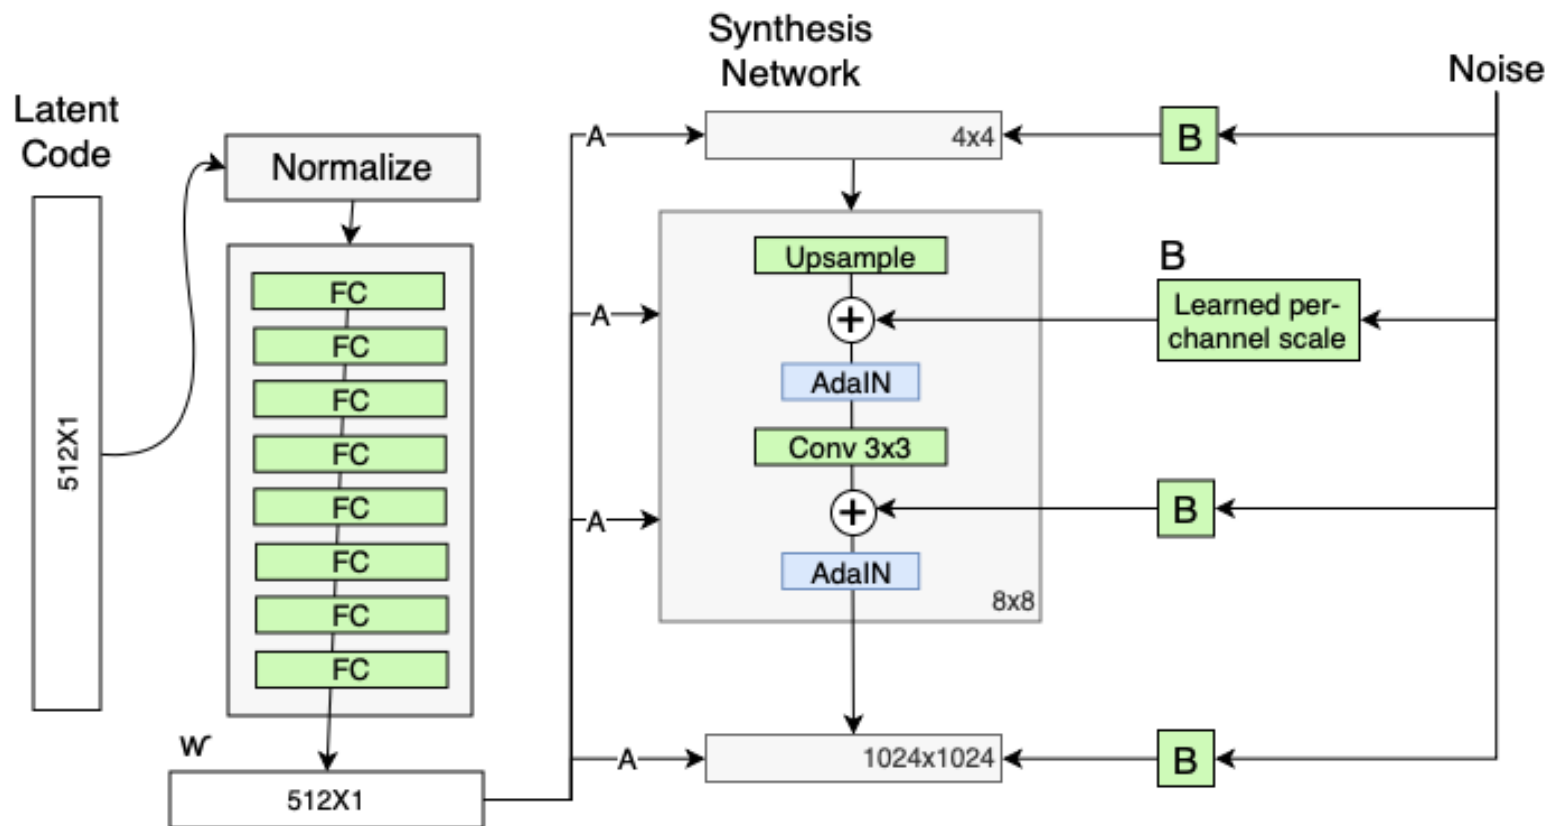 Latent
Code
512X1
Normalize
FC
FC
FC
FC
FC
FC
FC
FC
w
512X1
Synthesis
Network
A
4x4
B
Noise
A
Upsample
+
AdaIN
Conv 3x3
A
+
AdaIN
8x8
B
Learned per-
channel scale
B
A
1024x1024
B